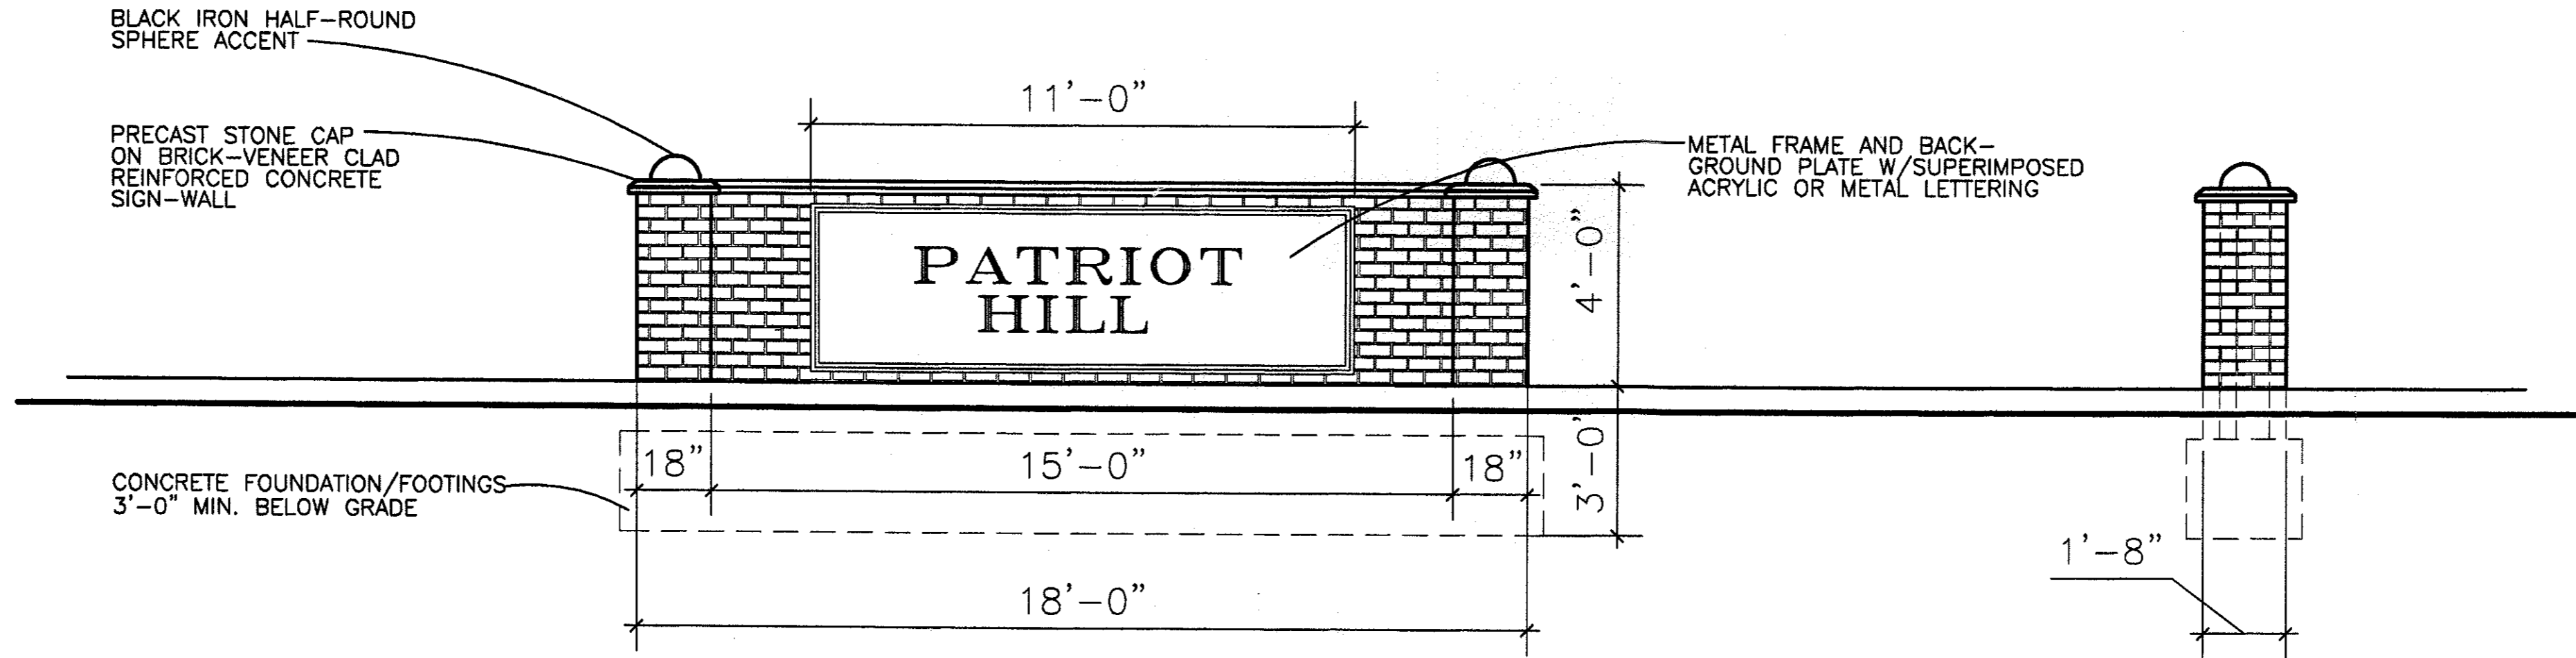 BLACK IRON HALF-ROUND
SPHERE ACCENT
PRECAST STONE CAP
ON BRICK-VENEER CLAD
REINFORCED CONCRETE
SIGN-WALL
11'-0"
METAL FRAME AND BACK-
GROUND PLATE W/SUPERIMPOSED
ACRYLIC OR METAL LETTERING
PATRIOT
HILL
4'-0"
3'-0'
18"
15'-0"
18"
CONCRETE FOUNDATION/FOOTINGS
3'-0" MIN. BELOW GRADE
18'-0"
1'-8"